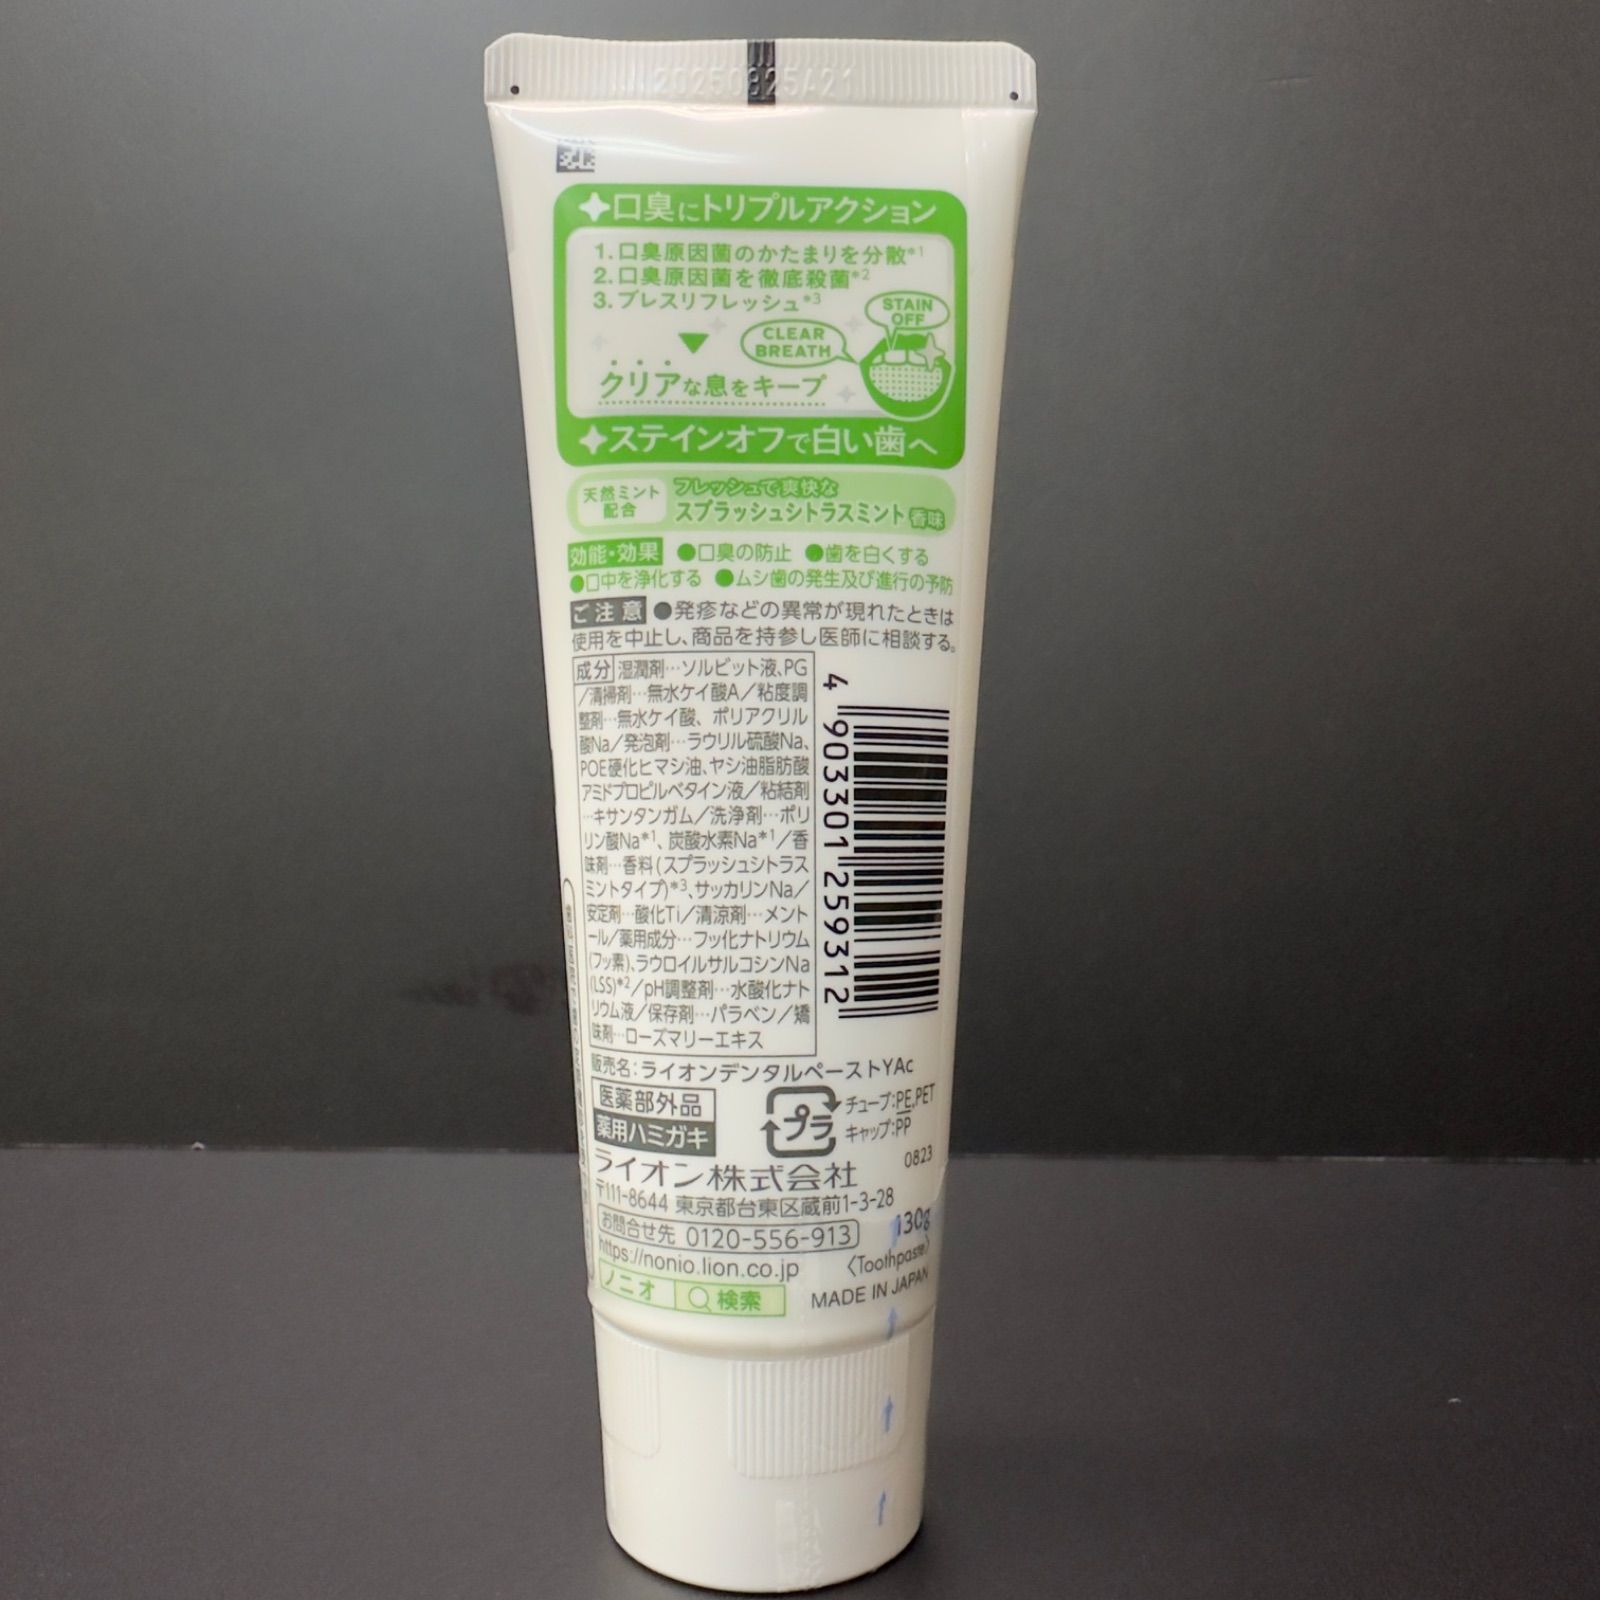 20250825A21
口臭にトリプルアクション
1.口臭原因菌のかたまりを分散*1
2.口臭原因菌を徹底殺菌*2
3.ブレスリフレッシュ*3
STAIN
OFF
CLEAR
BREATH
クリアな息をキープ
ステインオフで白い歯へ
天然ミント
配合
フレッシュで爽快な
スプラッシュシトラスミント 香味
効能・効果 ●口臭の防止 ●歯を白くする
●口中を浄化する ●ムシ歯の発生及び進行の予防
ご注意 ●発疹などの異常が現れたときは
使用を中止し、商品を持参し医師に相談する。
成分 湿潤剤…ソルビット液、PG
/清掃剤…無水ケイ酸A/粘度調
整剤…無水ケイ酸、ポリアクリル
酸Na/発泡剤…ラウリル硫酸Na、
POE硬化ヒマシ油、ヤシ油脂肪酸
アミドプロピルベタイン液/粘結剤
…キサンタンガム/洗浄剤…ポリ
リン酸Na*1、炭酸水素Na*1/香
味剤…香料(スプラッシュシトラス
ミントタイプ)*3、サッカリンNa/
安定剤…酸化Ti/清涼剤…メント
ール/薬用成分…フッ化ナトリウム
(フッ素)、ラウロイルサルコシンNa
(LSS)*2/pH調整剤…水酸化ナト
リウム液/保存剤…パラベン/矯
味剤…ローズマリーエキス
4 903301 259312
販売名:ライオンデンタルペーストYAc
医薬部外品
薬用ハミガキ
プラ
チューブ:PE,PET
キャップ:PP
0823
ライオン株式会社
〒111-8644 東京都台東区蔵前1-3-28
お問合せ先 0120-556-913
130g
https://nonio.lion.co.jp
〈Toothpaste〉
ノニオ 検索
MADE IN JAPAN